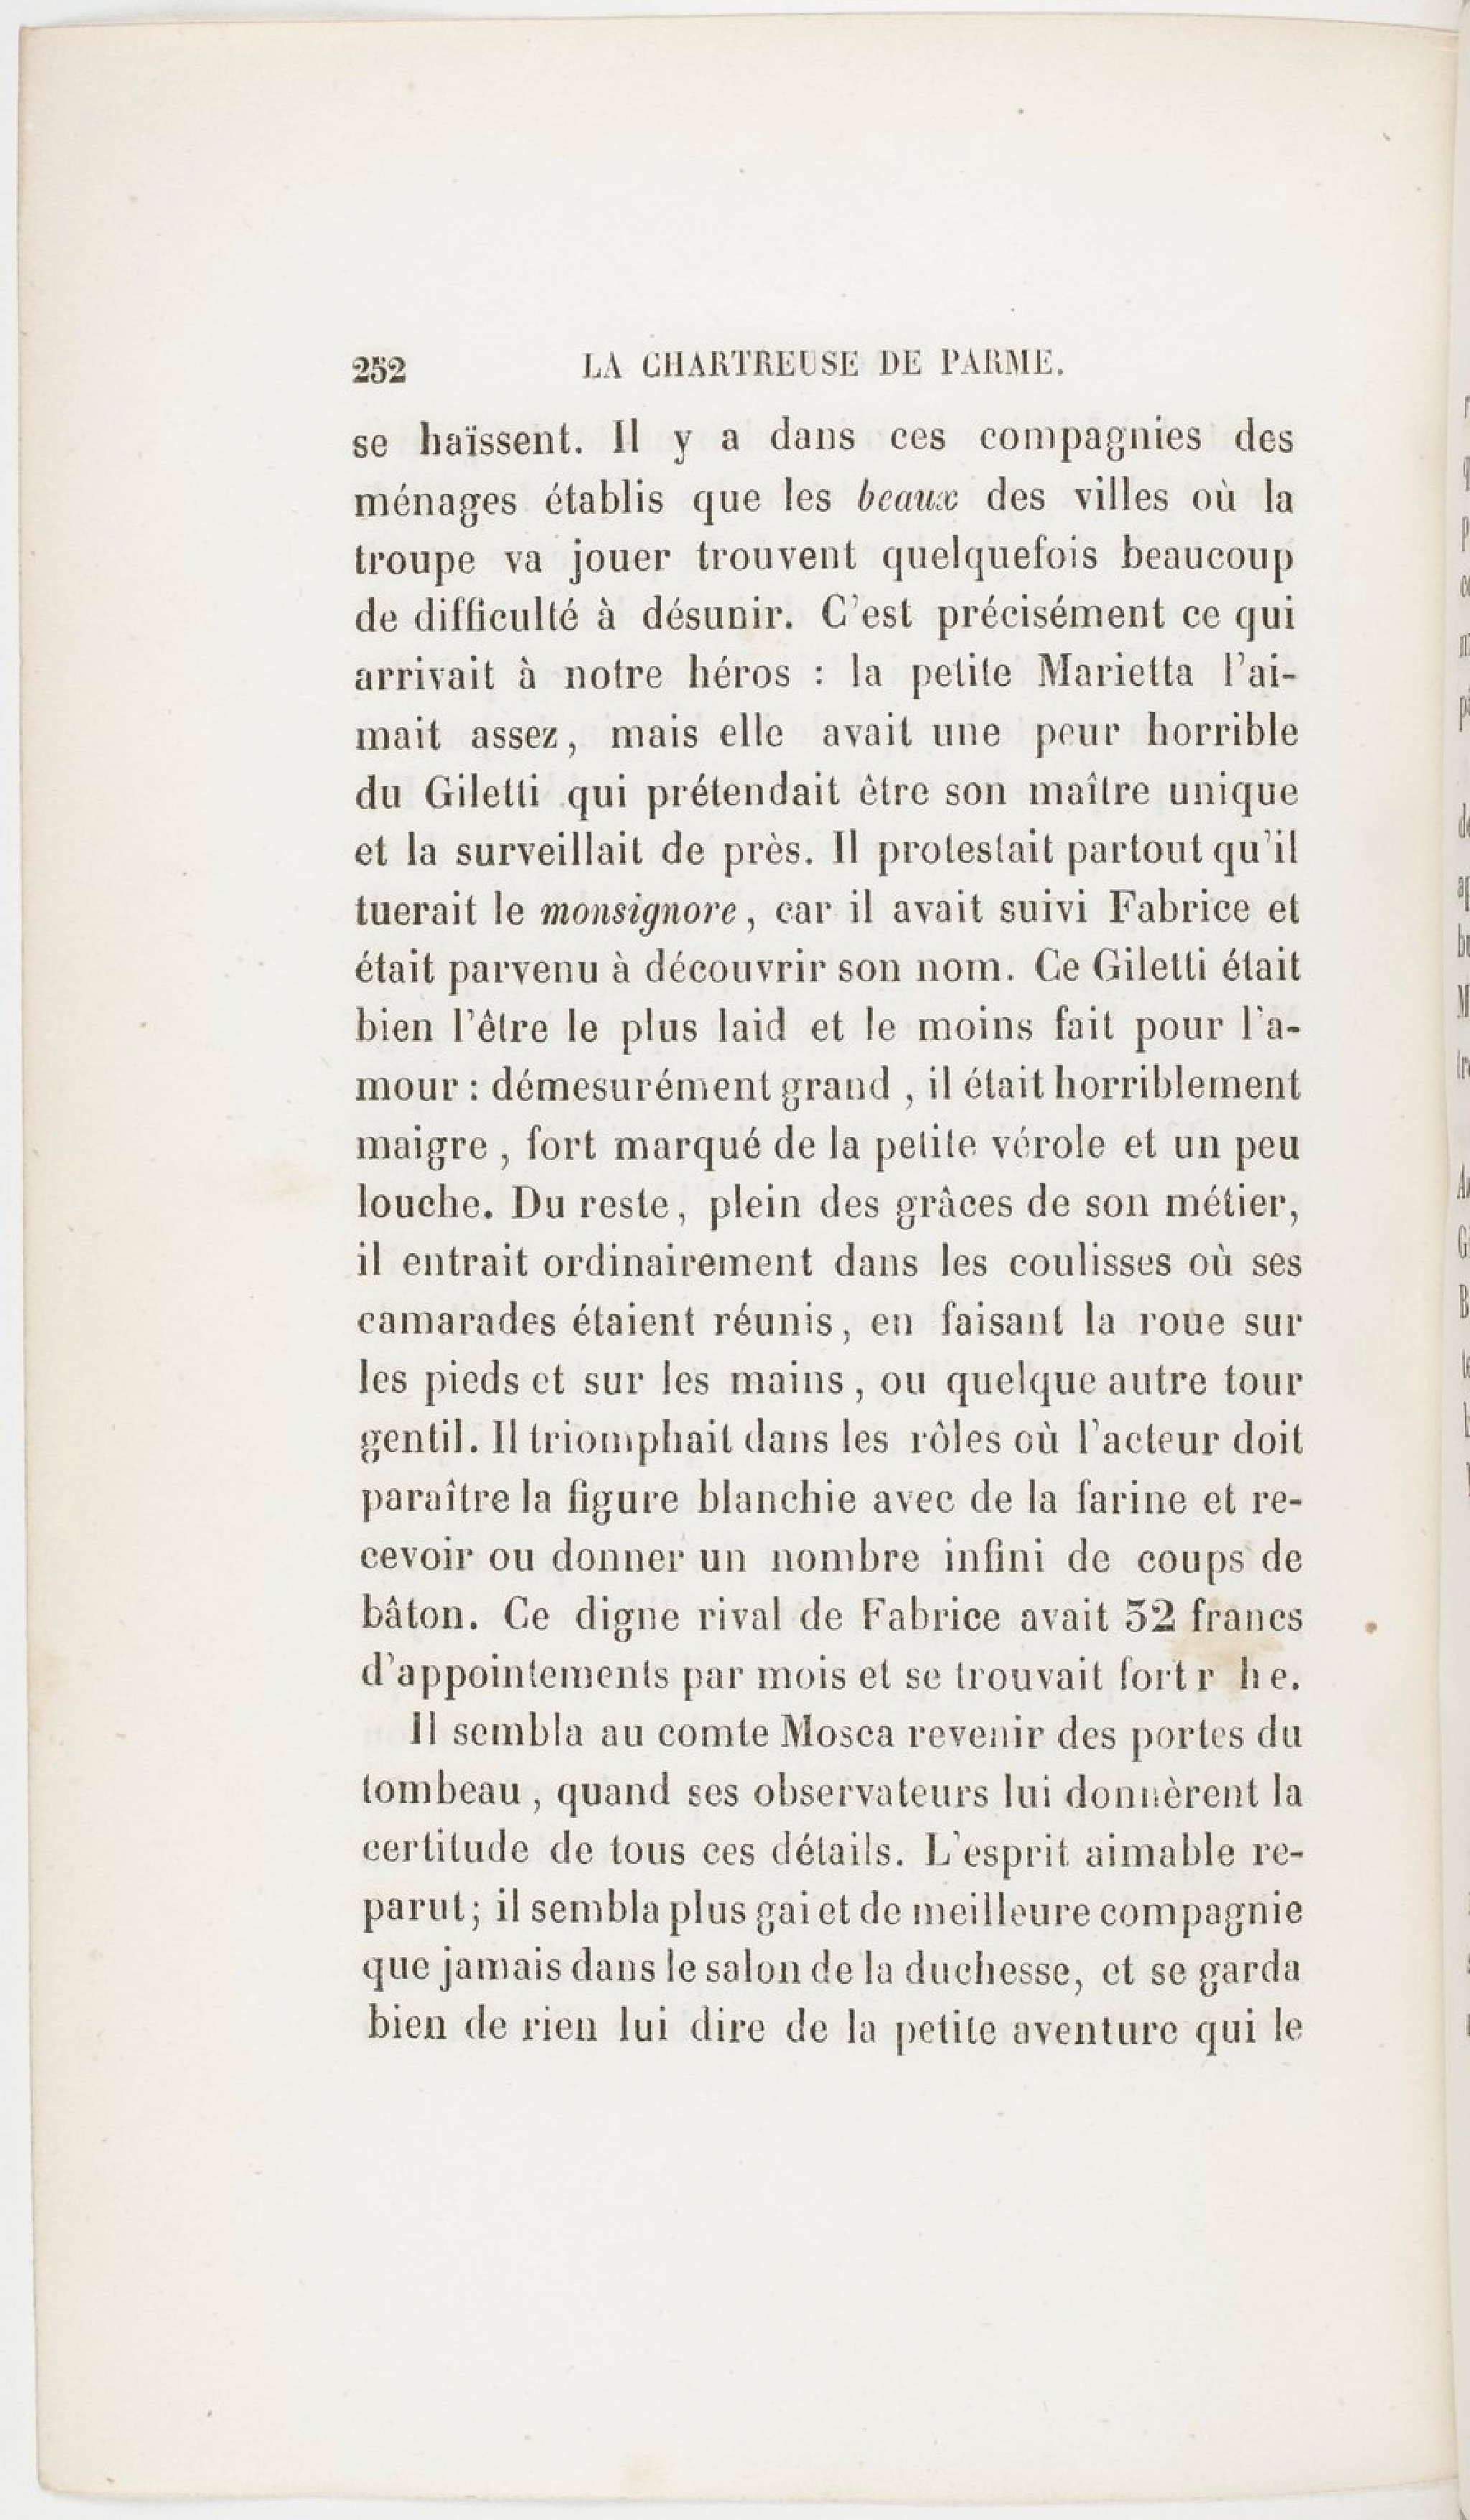 252 LA CHARTREUSE DE PARME.
se haïssent. Il y a dans ces compagnies des
ménages établis que les beaux des villes où la
troupe va jouer trouvent quelquefois beaucoup
de difficulté à désunir. C'est précisément ce qui
arrivait à notre héros : la petite Marietta l'ai-
mait assez, mais elle avait une peur horrible
du Giletti qui prétendait être son maître unique
et la surveillait de près. Il protestait partout qu'il
tuerait le monsignore, car il avait suivi Fabrice et
était parvenu à découvrir son nom. Ce Giletti était
bien l'être le plus laid et le moins fait pour l'a-
mour : démesurément grand , il était horriblement
maigre , fort marqué de la petite vérole et un peu
louche. Du reste, plein des grâces de son métier,
il entrait ordinairement dans les coulisses où ses
camarades étaient réunis, en faisant la roue sur
les pieds et sur les mains, ou quelque autre tour
gentil. Il triomphait dans les rôles où l'acteur doit
paraître la figure blanchie avec de la farine et re-
cevoir ou donner un nombre infini de coups de
bâton. Ce digne rival de Fabrice avait 32 francs
d'appointements par mois et se trouvait fort r he.
Il sembla au comte Mosca revenir des portes du
tombeau , quand ses observateurs lui donnèrent la
certitude de tous ces détails. L'esprit aimable re-
parut; il sembla plus gai et de meilleure compagnie
que jamais dans le salon de la duchesse, et se garda
bien de rien lui dire de la petite aventure qui le